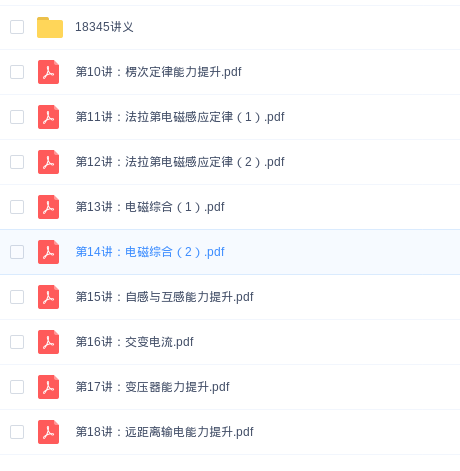 18345讲义
第10讲：楞次定律能力提升.pdf
第11讲：法拉第电磁感应定律（1）.pdf
第12讲：法拉第电磁感应定律（2）.pdf
第13讲：电磁综合（1）.pdf
第14讲：电磁综合（2）.pdf
第15讲：自感与互感能力提升.pdf
第16讲：交变电流.pdf
第17讲：变压器能力提升.pdf
第18讲：远距离输电能力提升.pdf